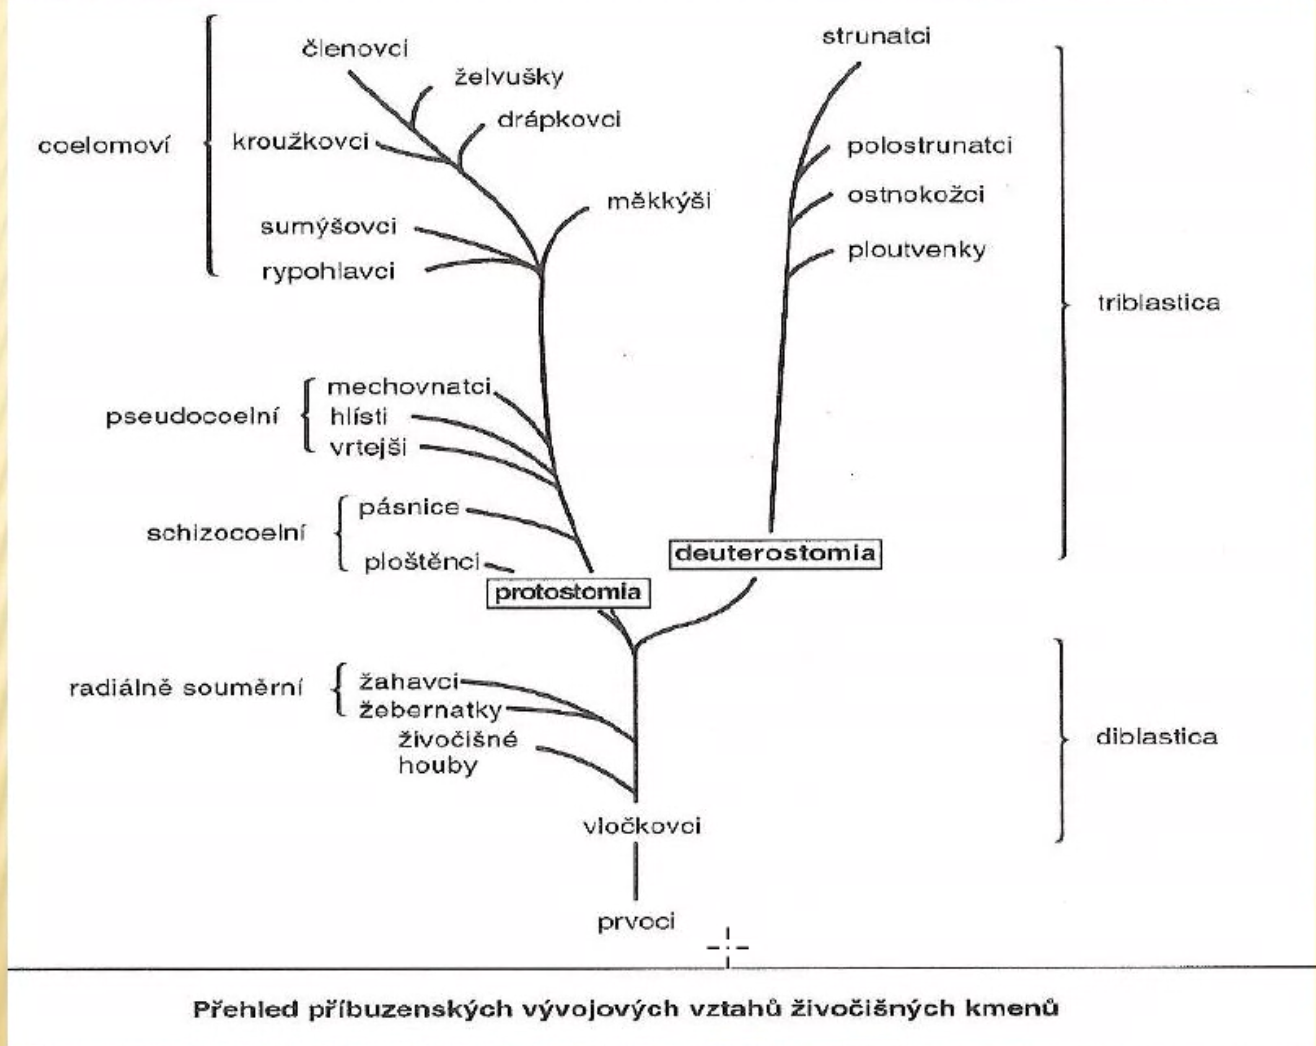 členovci
strunatci
želvušky
drápkovci
coelomoví
kroužkovci
polostrunatci
měkkýši
ostnokožci
sumýšovci
ploutvenky
rypohlavci
triblastica
mechovnatci
pseudocoelní
hlísti
vrtejši
pásnice
schizocoelní
ploštěnci
deuterostomia
protostomia
radiálně souměrní
žahavci
žebernatky
živočišné
houby
diblastica
vločkovci
prvoci
Přehled příbuzenských vývojových vztahů živočišných kmenů